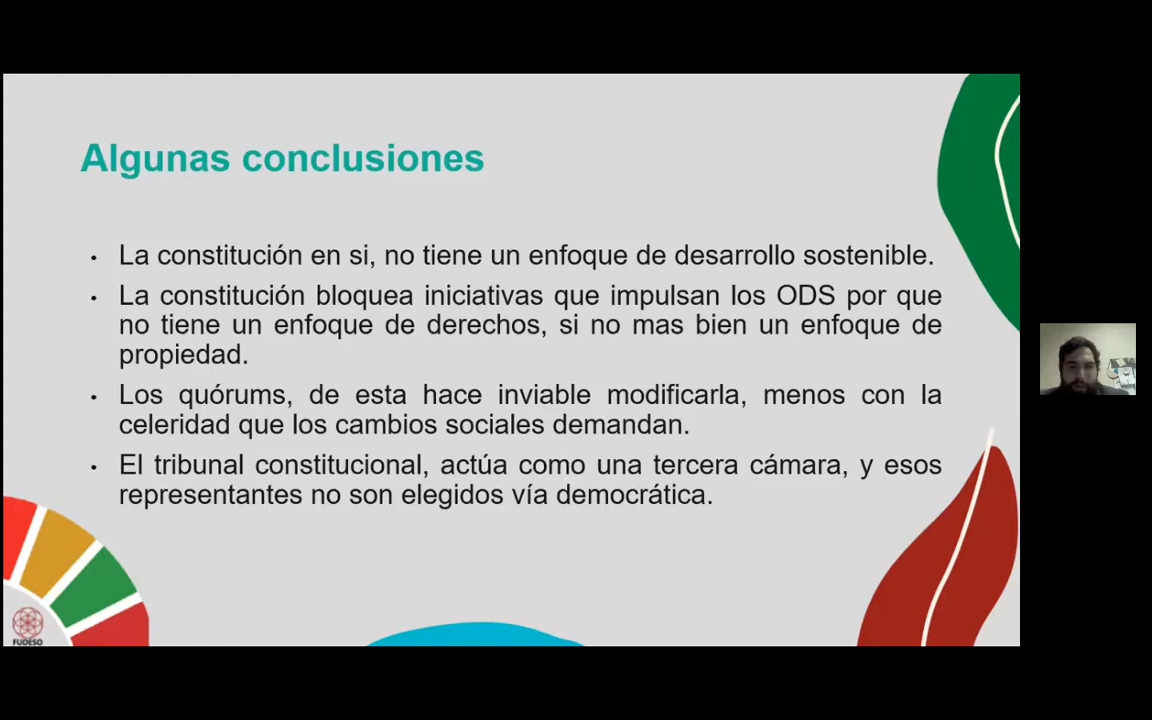 Algunas conclusiones
• La constitución en si, no tiene un enfoque de desarrollo sostenible.
• La constitución bloquea iniciativas que impulsan los ODS por que
no tiene un enfoque de derechos, si no mas bien un enfoque de
propiedad.
• Los quórums, de esta hace inviable modificarla, menos con la
celeridad que los cambios sociales demandan.
• El tribunal constitucional, actúa como una tercera cámara, y esos
representantes no son elegidos vía democrática.
FUDESO